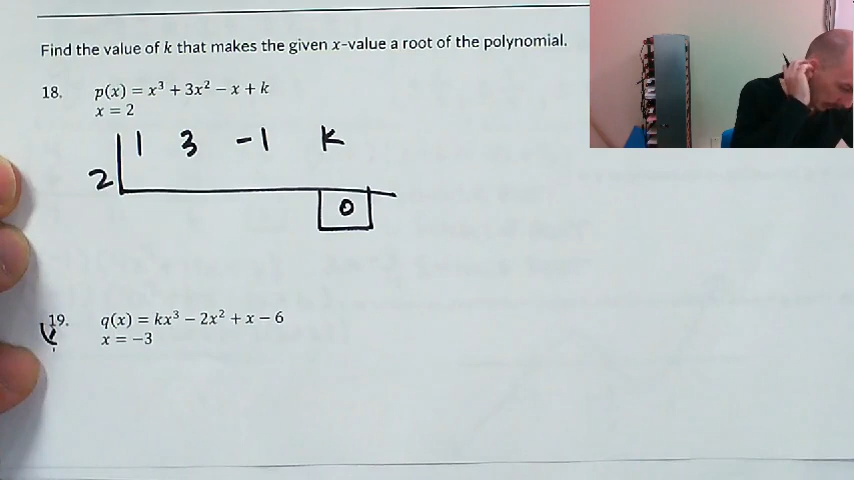 Find the value of k that makes the given x-value a root of the polynomial.
18. p(x) = x³ + 3x² − x + k
x = 2
1 3 -1 k
2
0
19. q(x) = kx³ − 2x² + x − 6
x = −3